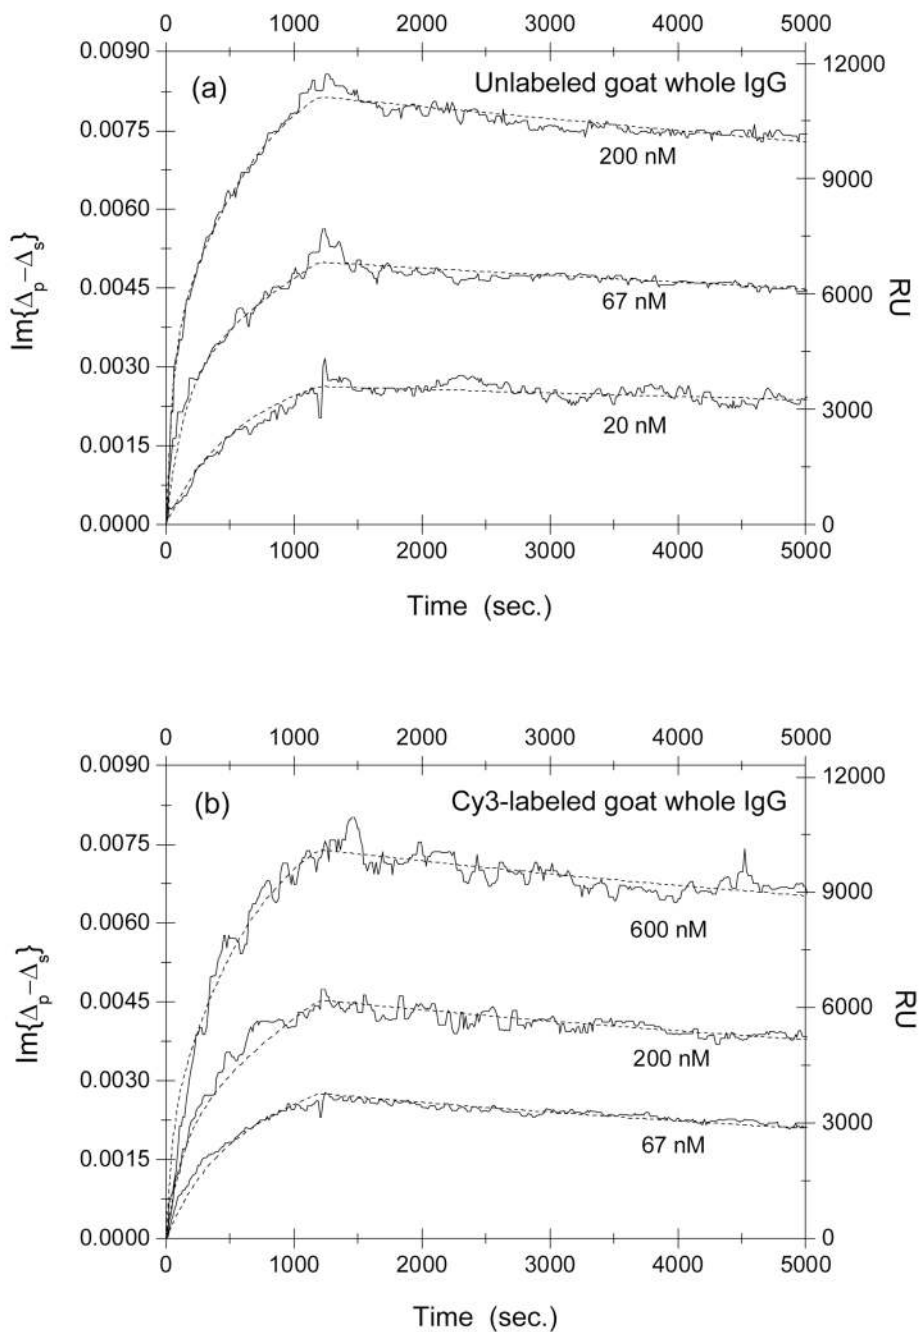 0 1000 2000 3000 4000 5000
0.0090
0.0075
0.0060
0.0045
0.0030
0.0015
0.0000
Im{Δp−Δs}
(a)
Unlabeled goat whole IgG
200 nM
67 nM
20 nM
12000
9000
6000
3000
0
RU
0 1000 2000 3000 4000 5000
Time (sec.)
0 1000 2000 3000 4000 5000
0.0090
0.0075
0.0060
0.0045
0.0030
0.0015
0.0000
Im{Δp−Δs}
(b)
Cy3-labeled goat whole IgG
600 nM
200 nM
67 nM
12000
9000
6000
3000
0
RU
0 1000 2000 3000 4000 5000
Time (sec.)